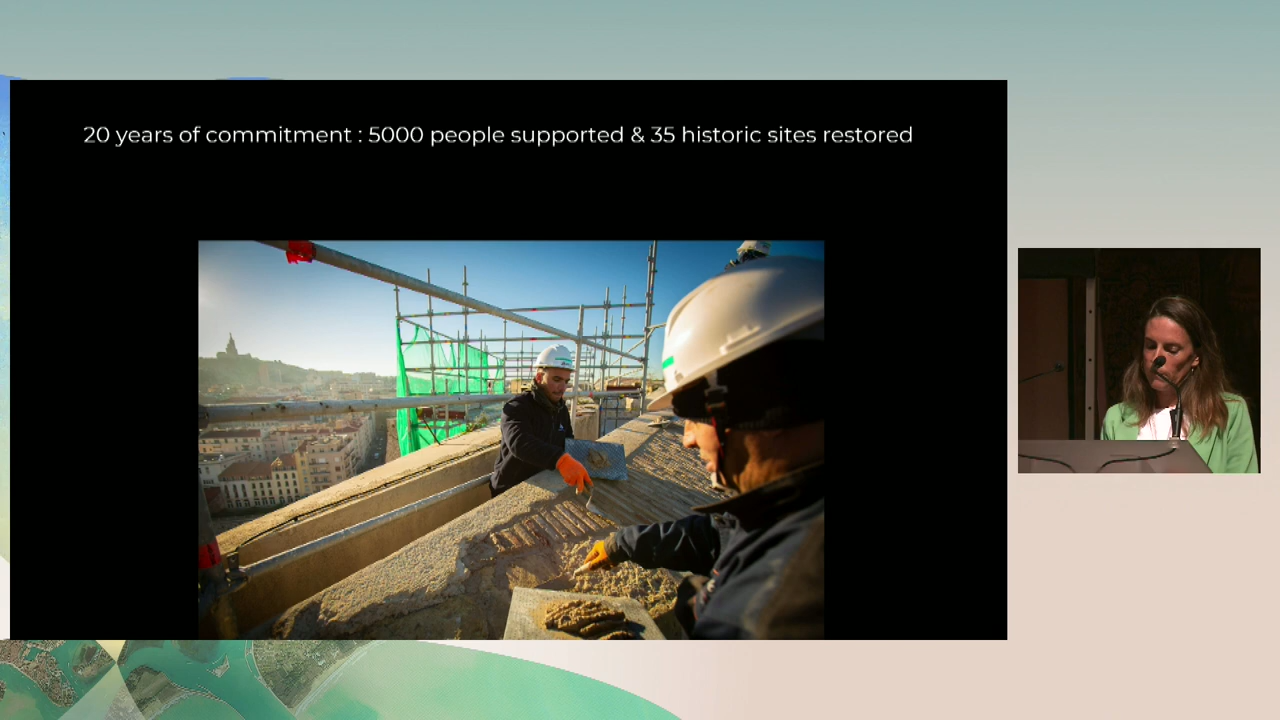 20 years of commitment : 5000 people supported & 35 historic sites restored